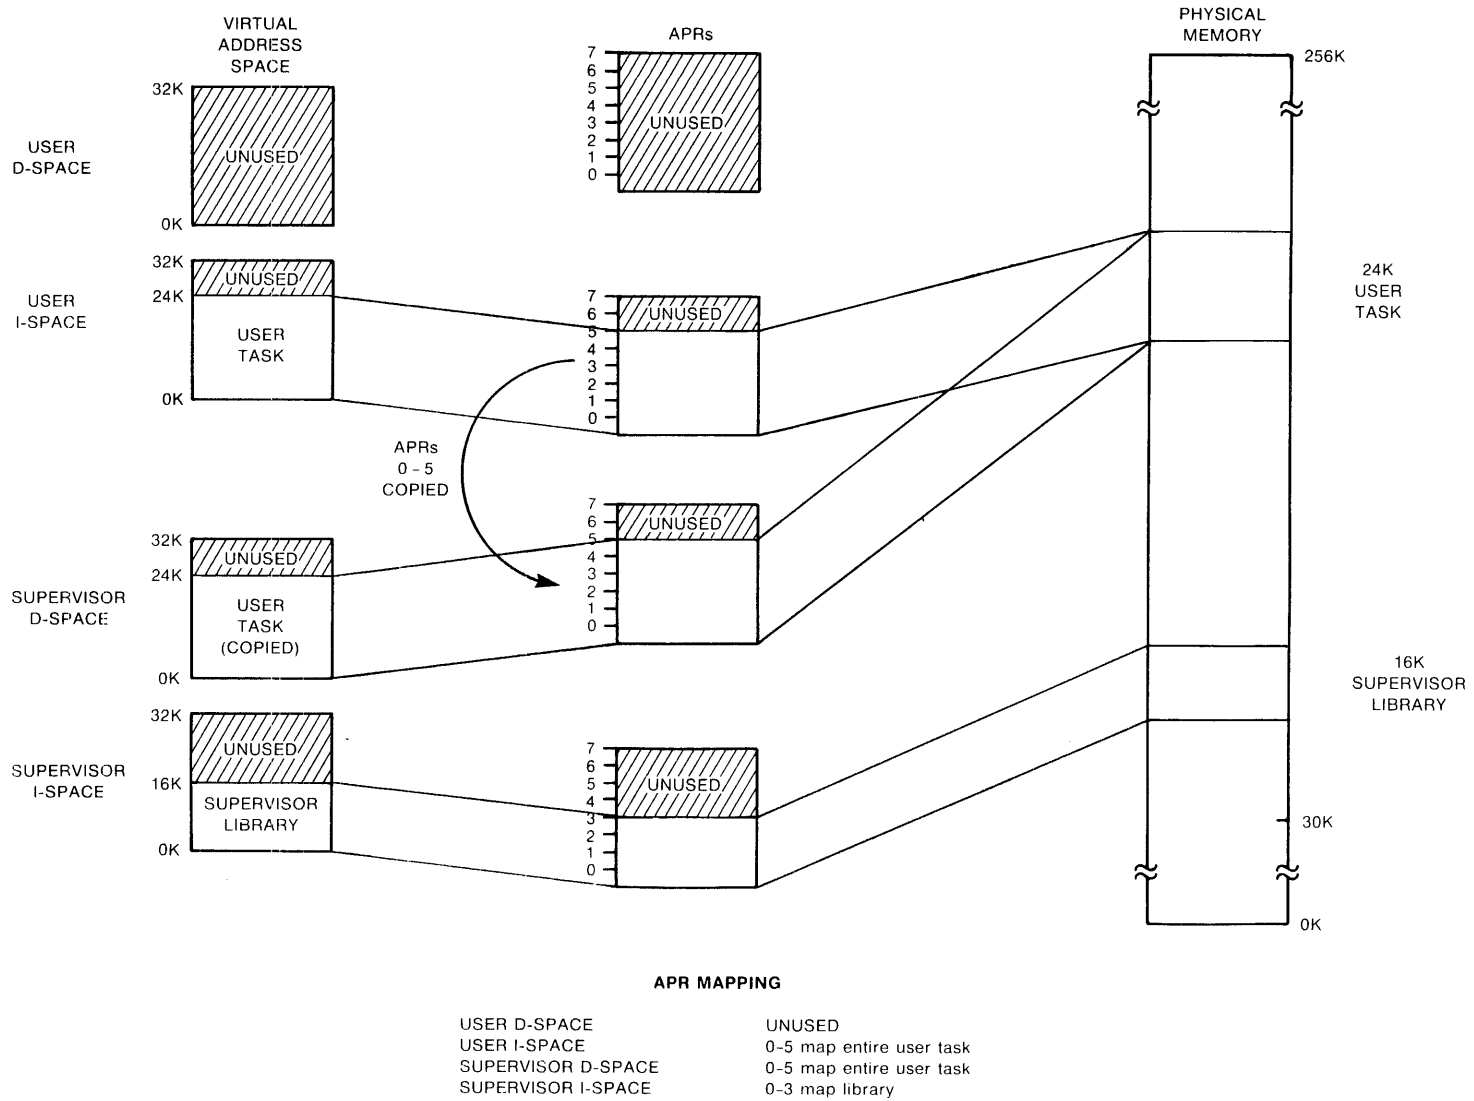 VIRTUAL
ADDRESS
SPACE
APRs
PHYSICAL
MEMORY
USER
D-SPACE
32K
UNUSED
0K
7
6
5
4
3
2
1
0
UNUSED
256K
USER
I-SPACE
32K
UNUSED
24K
USER
TASK
0K
7
6
5
4
3
2
1
0
UNUSED
24K
USER
TASK
APRs
0-5
COPIED
SUPERVISOR
D-SPACE
32K
UNUSED
24K
USER
TASK
(COPIED)
0K
7
6
5
4
3
2
1
0
UNUSED
16K
SUPERVISOR
LIBRARY
SUPERVISOR
I-SPACE
32K
UNUSED
16K
SUPERVISOR
LIBRARY
0K
7
6
5
4
3
2
1
0
UNUSED
30K
0K
APR MAPPING
USER D-SPACE UNUSED
USER I-SPACE 0-5 map entire user task
SUPERVISOR D-SPACE 0-5 map entire user task
SUPERVISOR I-SPACE 0-3 map library